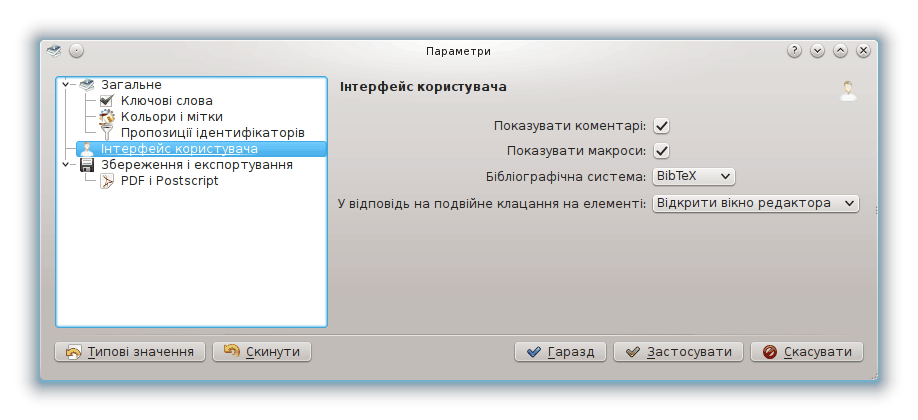 Параметри
Загальне
Ключові слова
Кольори і мітки
Пропозиції ідентифікаторів
Інтерфейс користувача
Збереження і експортування
PDF і Postscript
Інтерфейс користувача
Показувати коментарі:
Показувати макроси:
Бібліографічна система: BibTeX
У відповідь на подвійне клацання на елементі: Відкрити вікно редактора
Типові значення Скинути Гаразд Застосувати Скасувати